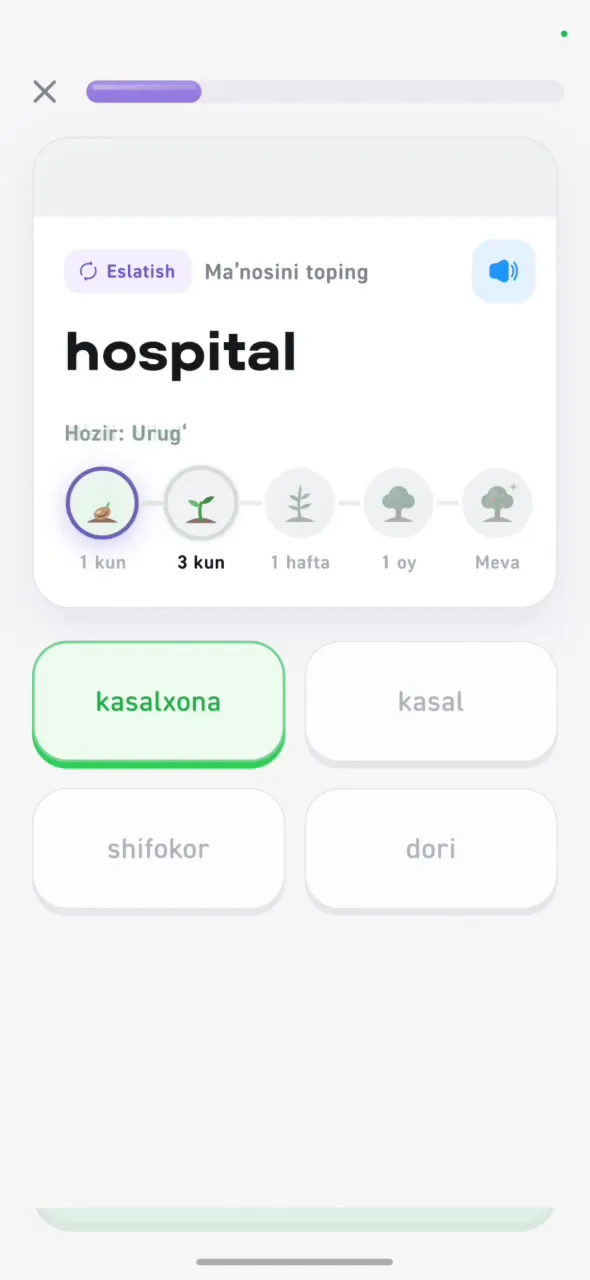 Eslatish Ma'nosini toping
hospital
Hozir: Urug‘
1 kun 3 kun 1 hafta 1 oy Meva
kasalxona kasal
shifokor dori